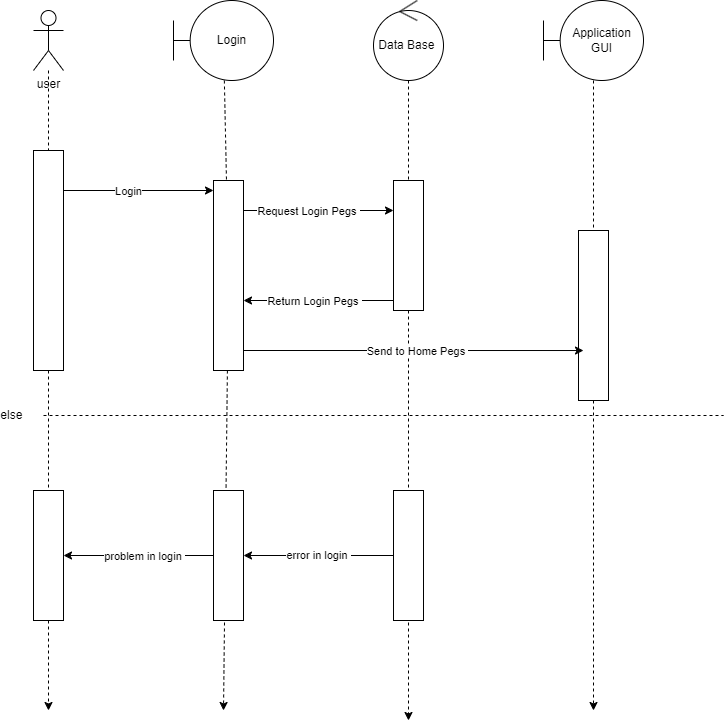 Login
Data Base
Application
GUI
user
Login
Request Login Pegs
Return Login Pegs
Send to Home Pegs
else
problem in login
error in login